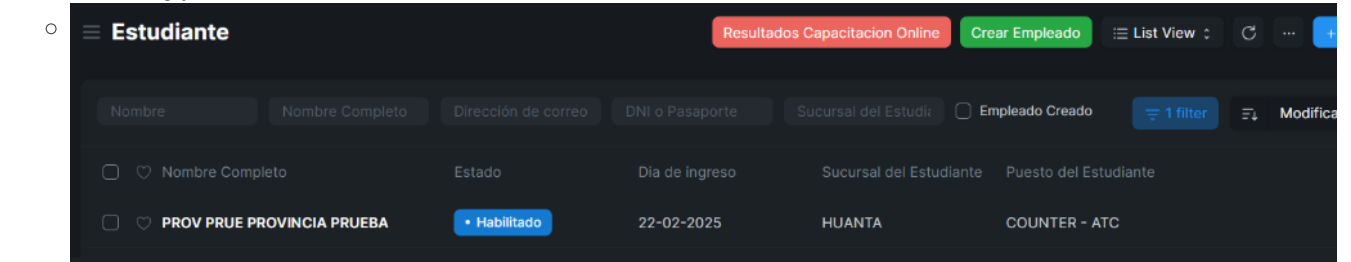 Estudiante
Resultados Capacitacion Online
Crear Empleado
List View
Nombre
Nombre Completo
Dirección de correo
DNI o Pasaporte
Sucursal del Estudia
Empleado Creado
1 filter
Modifica
Nombre Completo
Estado
Dia de ingreso
Sucursal del Estudiante
Puesto del Estudiante
PROV PRUE PROVINCIA PRUEBA
• Habilitado
22-02-2025
HUANTA
COUNTER - ATC